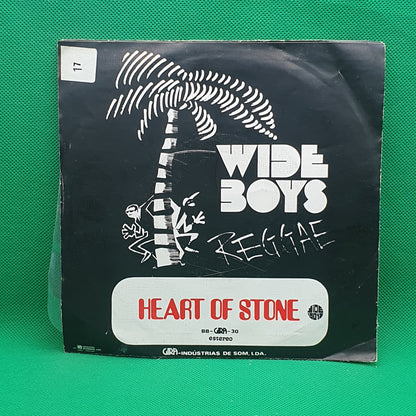 17
WIDE
BOYS
REGGAE
HEART OF STONE
BB-GIRA-30
estereo
GIRA-INDÚSTRIAS DE SOM, LDA.